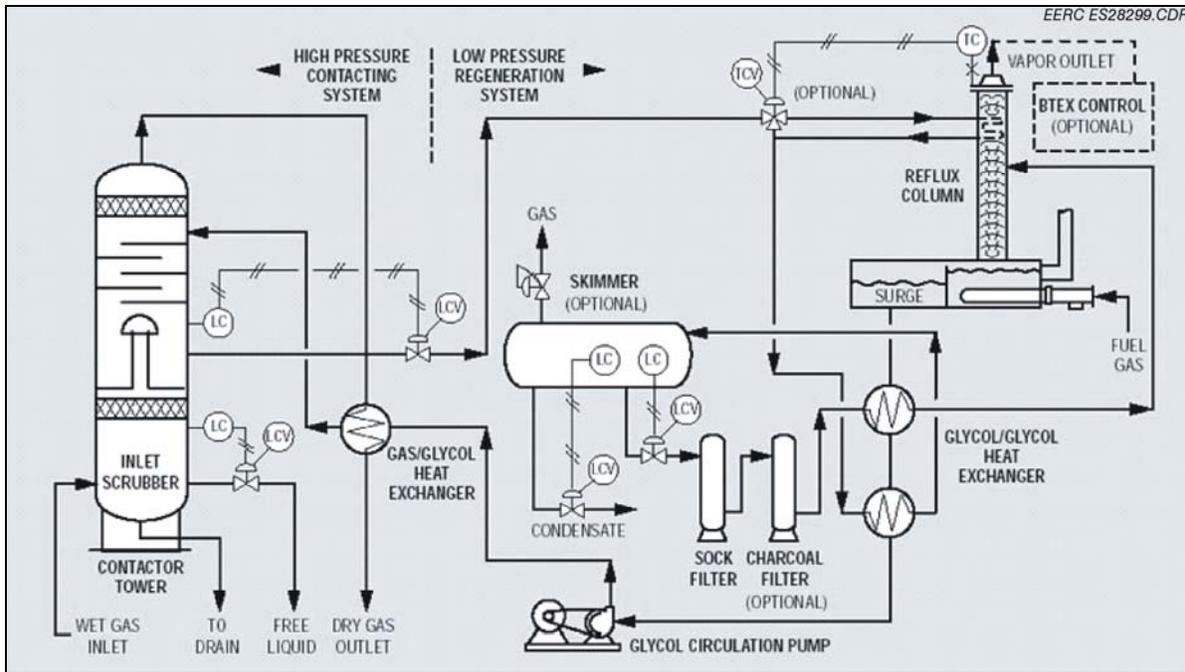 EERC ES28299.CDR
HIGH PRESSURE
CONTACTING
SYSTEM
LOW PRESSURE
REGENERATION
SYSTEM
TC
VAPOR OUTLET
TCV
(OPTIONAL)
BTEX CONTROL
(OPTIONAL)
REFLUX
COLUMN
GAS
SKIMMER
(OPTIONAL)
SURGE
LC
LCV
FUEL
GAS
LC
LC
LCV
LC
LCV
INLET
SCRUBBER
GAS/GLYCOL
HEAT
EXCHANGER
GLYCOL/GLYCOL
HEAT
EXCHANGER
LCV
CONDENSATE
CONTACTOR
TOWER
SOCK
FILTER
CHARCOAL
FILTER
(OPTIONAL)
WET GAS
INLET
TO
DRAIN
FREE
LIQUID
DRY GAS
OUTLET
GLYCOL CIRCULATION PUMP